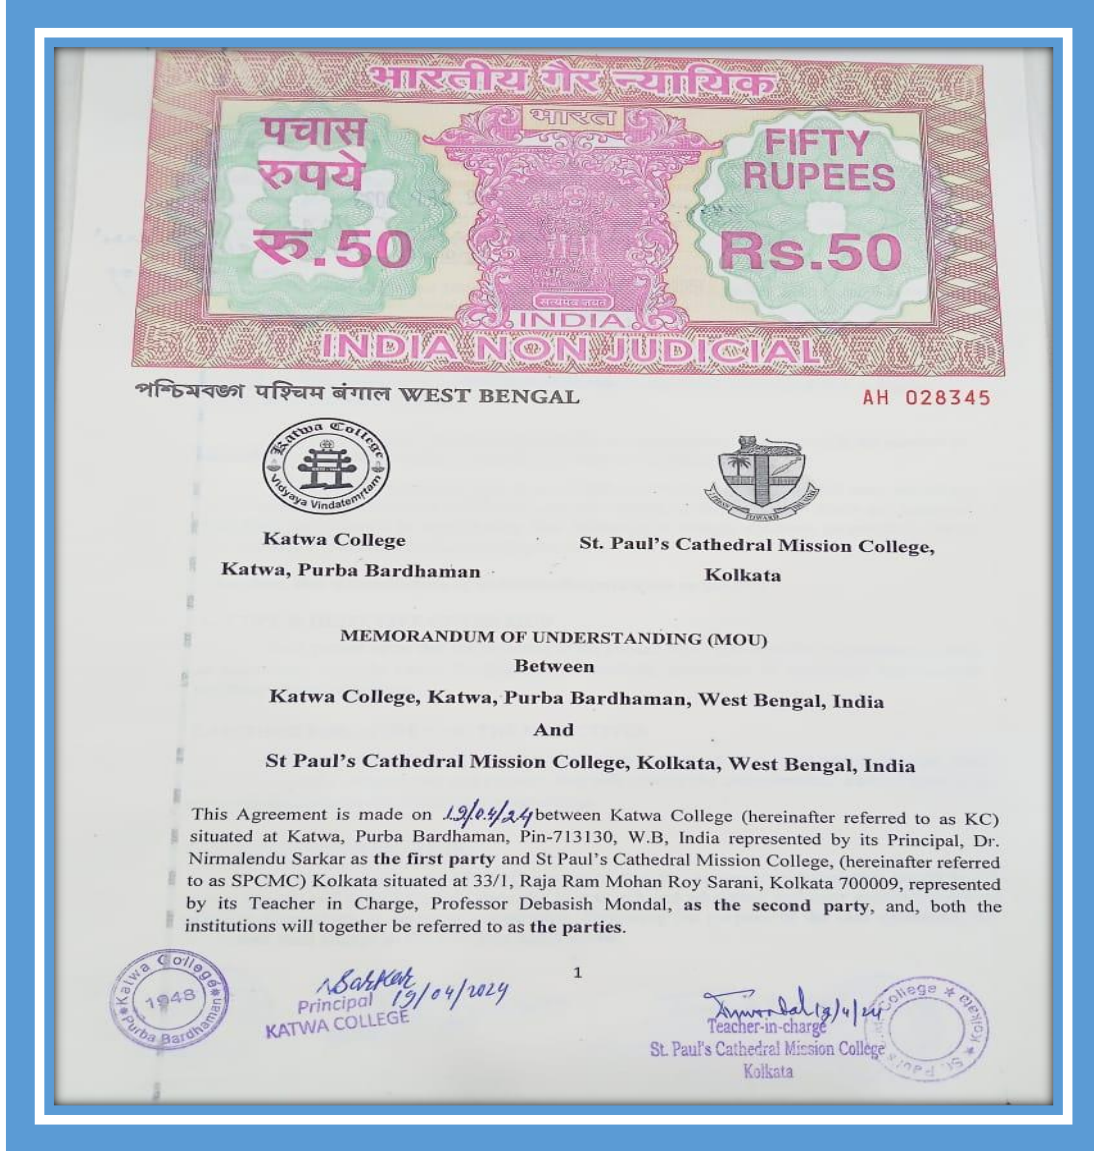 भारतीय गैर न्यायिक
भारत
पचास
रुपये
रु.50
FIFTY
RUPEES
Rs.50
सत्यमेव जयते
INDIA
INDIA NON JUDICIAL
পশ্চিমবঙ্গ पश्चिम बंगाल WEST BENGAL
AH 028345
Katwa College
Vidyaya Vindatemritam
Katwa College
Katwa, Purba Bardhaman
St. Paul's Cathedral Mission College,
Kolkata
MEMORANDUM OF UNDERSTANDING (MOU)
Between
Katwa College, Katwa, Purba Bardhaman, West Bengal, India
And
St Paul's Cathedral Mission College, Kolkata, West Bengal, India
This Agreement is made on 19/04/24 between Katwa College (hereinafter referred to as KC)
situated at Katwa, Purba Bardhaman, Pin-713130, W.B, India represented by its Principal, Dr.
Nirmalendu Sarkar as the first party and St Paul's Cathedral Mission College, (hereinafter referred
to as SPCMC) Kolkata situated at 33/1, Raja Ram Mohan Roy Sarani, Kolkata 700009, represented
by its Teacher in Charge, Professor Debasish Mondal, as the second party, and, both the
institutions will together be referred to as the parties.
1
Katwa College
1948
Purba Bardhaman
NSarkar
19/04/2024
Principal
KATWA COLLEGE
Teacher-in-charge
St. Paul's Cathedral Mission College
Kolkata
St. Paul's College Kolkata